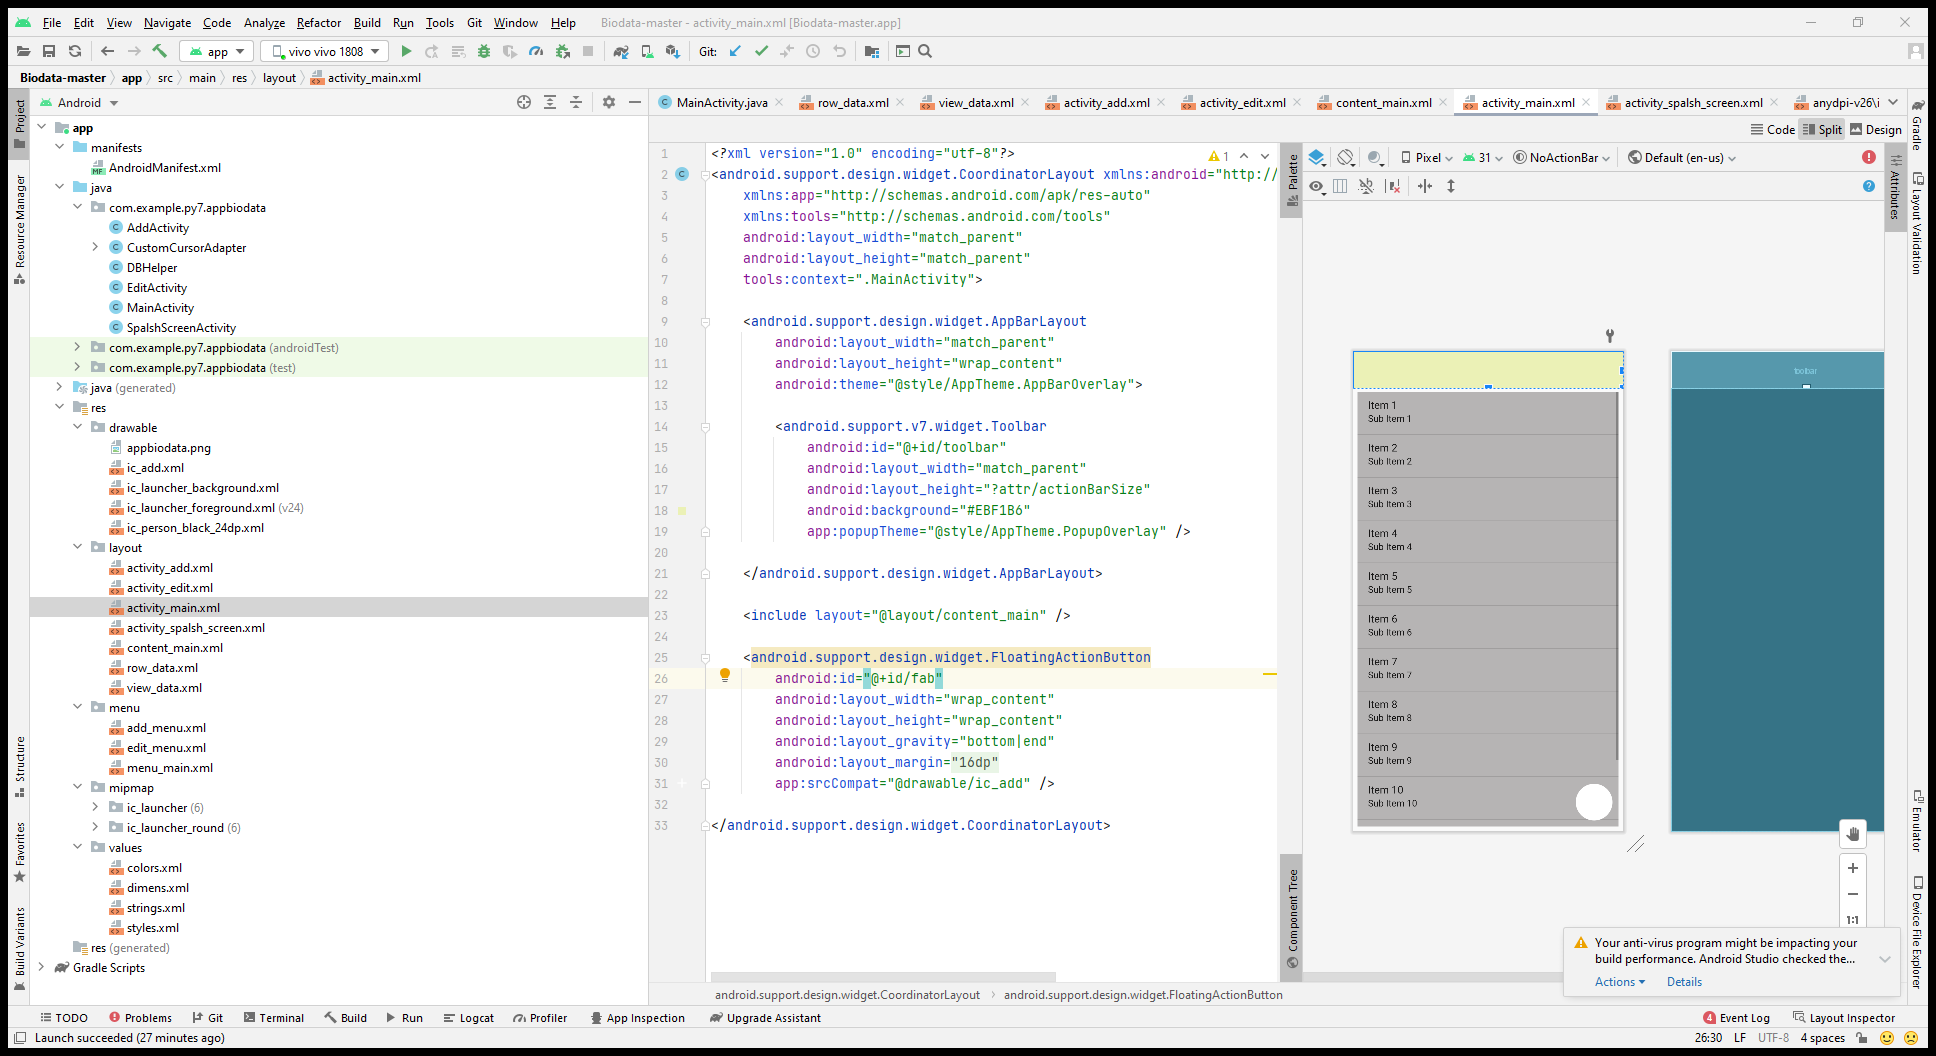 File Edit View Navigate Code Analyze Refactor Build Run Tools Git Window Help Biodata-master - activity_main.xml [Biodata-master.app]
app vivo vivo 1808 Git:
Biodata-master app src main res layout activity_main.xml
Project
Resource Manager
Structure
Favorites
Build Variants
Android
app
manifests
AndroidManifest.xml
java
com.example.py7.appbiodata
AddActivity
CustomCursorAdapter
DBHelper
EditActivity
MainActivity
SpalshScreenActivity
com.example.py7.appbiodata (androidTest)
com.example.py7.appbiodata (test)
java (generated)
res
drawable
appbiodata.png
ic_add.xml
ic_launcher_background.xml
ic_launcher_foreground.xml (v24)
ic_person_black_24dp.xml
layout
activity_add.xml
activity_edit.xml
activity_main.xml
activity_spalsh_screen.xml
content_main.xml
row_data.xml
view_data.xml
menu
add_menu.xml
edit_menu.xml
menu_main.xml
mipmap
ic_launcher (6)
ic_launcher_round (6)
values
colors.xml
dimens.xml
strings.xml
styles.xml
res (generated)
Gradle Scripts
MainActivity.java row_data.xml view_data.xml activity_add.xml activity_edit.xml content_main.xml activity_main.xml activity_spalsh_screen.xml anydpi-v26\i
Code Split Design
1 <?xml version="1.0" encoding="utf-8"?> 1
2 <android.support.design.widget.CoordinatorLayout xmlns:android="http://
3 xmlns:app="http://schemas.android.com/apk/res-auto"
4 xmlns:tools="http://schemas.android.com/tools"
5 android:layout_width="match_parent"
6 android:layout_height="match_parent"
7 tools:context=".MainActivity">
8
9 <android.support.design.widget.AppBarLayout
10 android:layout_width="match_parent"
11 android:layout_height="wrap_content"
12 android:theme="@style/AppTheme.AppBarOverlay">
13
14 <android.support.v7.widget.Toolbar
15 android:id="@+id/toolbar"
16 android:layout_width="match_parent"
17 android:layout_height="?attr/actionBarSize"
18 android:background="#EBF1B6"
19 app:popupTheme="@style/AppTheme.PopupOverlay" />
20
21 </android.support.design.widget.AppBarLayout>
22
23 <include layout="@layout/content_main" />
24
25 <android.support.design.widget.FloatingActionButton
26 android:id="@+id/fab"
27 android:layout_width="wrap_content"
28 android:layout_height="wrap_content"
29 android:layout_gravity="bottom|end"
30 android:layout_margin="16dp"
31 app:srcCompat="@drawable/ic_add" />
32
33 </android.support.design.widget.CoordinatorLayout>
android.support.design.widget.CoordinatorLayout android.support.design.widget.FloatingActionButton
Palette
Component Tree
Pixel 31 NoActionBar Default (en-us)
toolbar
Item 1
Sub Item 1
Item 2
Sub Item 2
Item 3
Sub Item 3
Item 4
Sub Item 4
Item 5
Sub Item 5
Item 6
Sub Item 6
Item 7
Sub Item 7
Item 8
Sub Item 8
Item 9
Sub Item 9
Item 10
Sub Item 10
1:1
Attributes
Gradle
Layout Validation
Emulator
Device File Explorer
Your anti-virus program might be impacting your
build performance. Android Studio checked the...
Actions Details
TODO Problems Git Terminal Build Run Logcat Profiler App Inspection Upgrade Assistant 4 Event Log Layout Inspector
Launch succeeded (27 minutes ago) 26:30 LF UTF-8 4 spaces